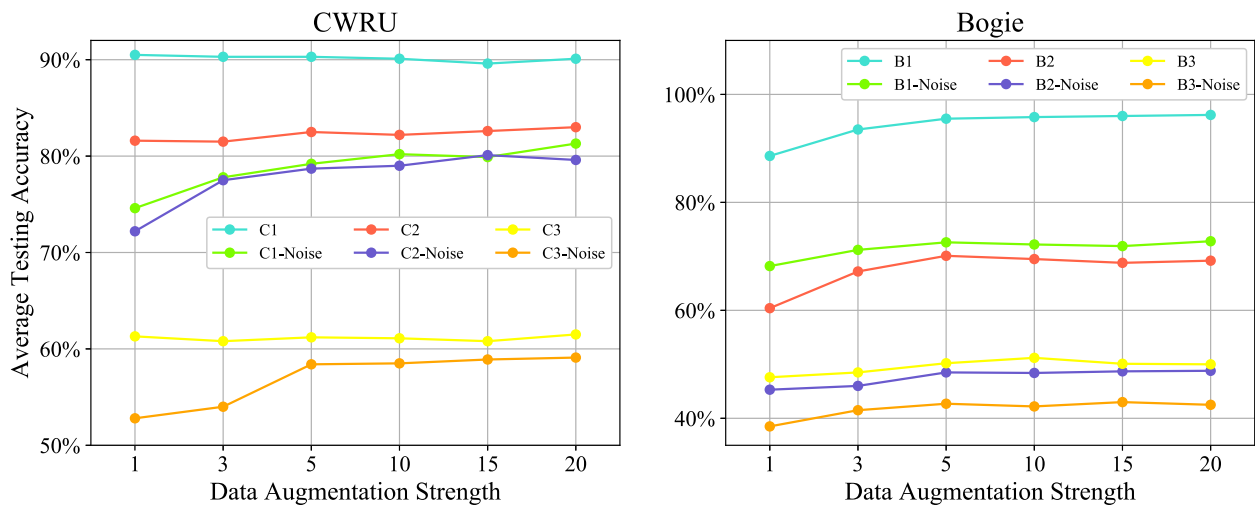 CWRU
Average Testing Accuracy
90%
80%
70%
60%
50%
C1
C2
C3
C1-Noise
C2-Noise
C3-Noise
1
3
5
10
15
20
Data Augmentation Strength
Bogie
100%
80%
60%
40%
B1
B2
B3
B1-Noise
B2-Noise
B3-Noise
1
3
5
10
15
20
Data Augmentation Strength